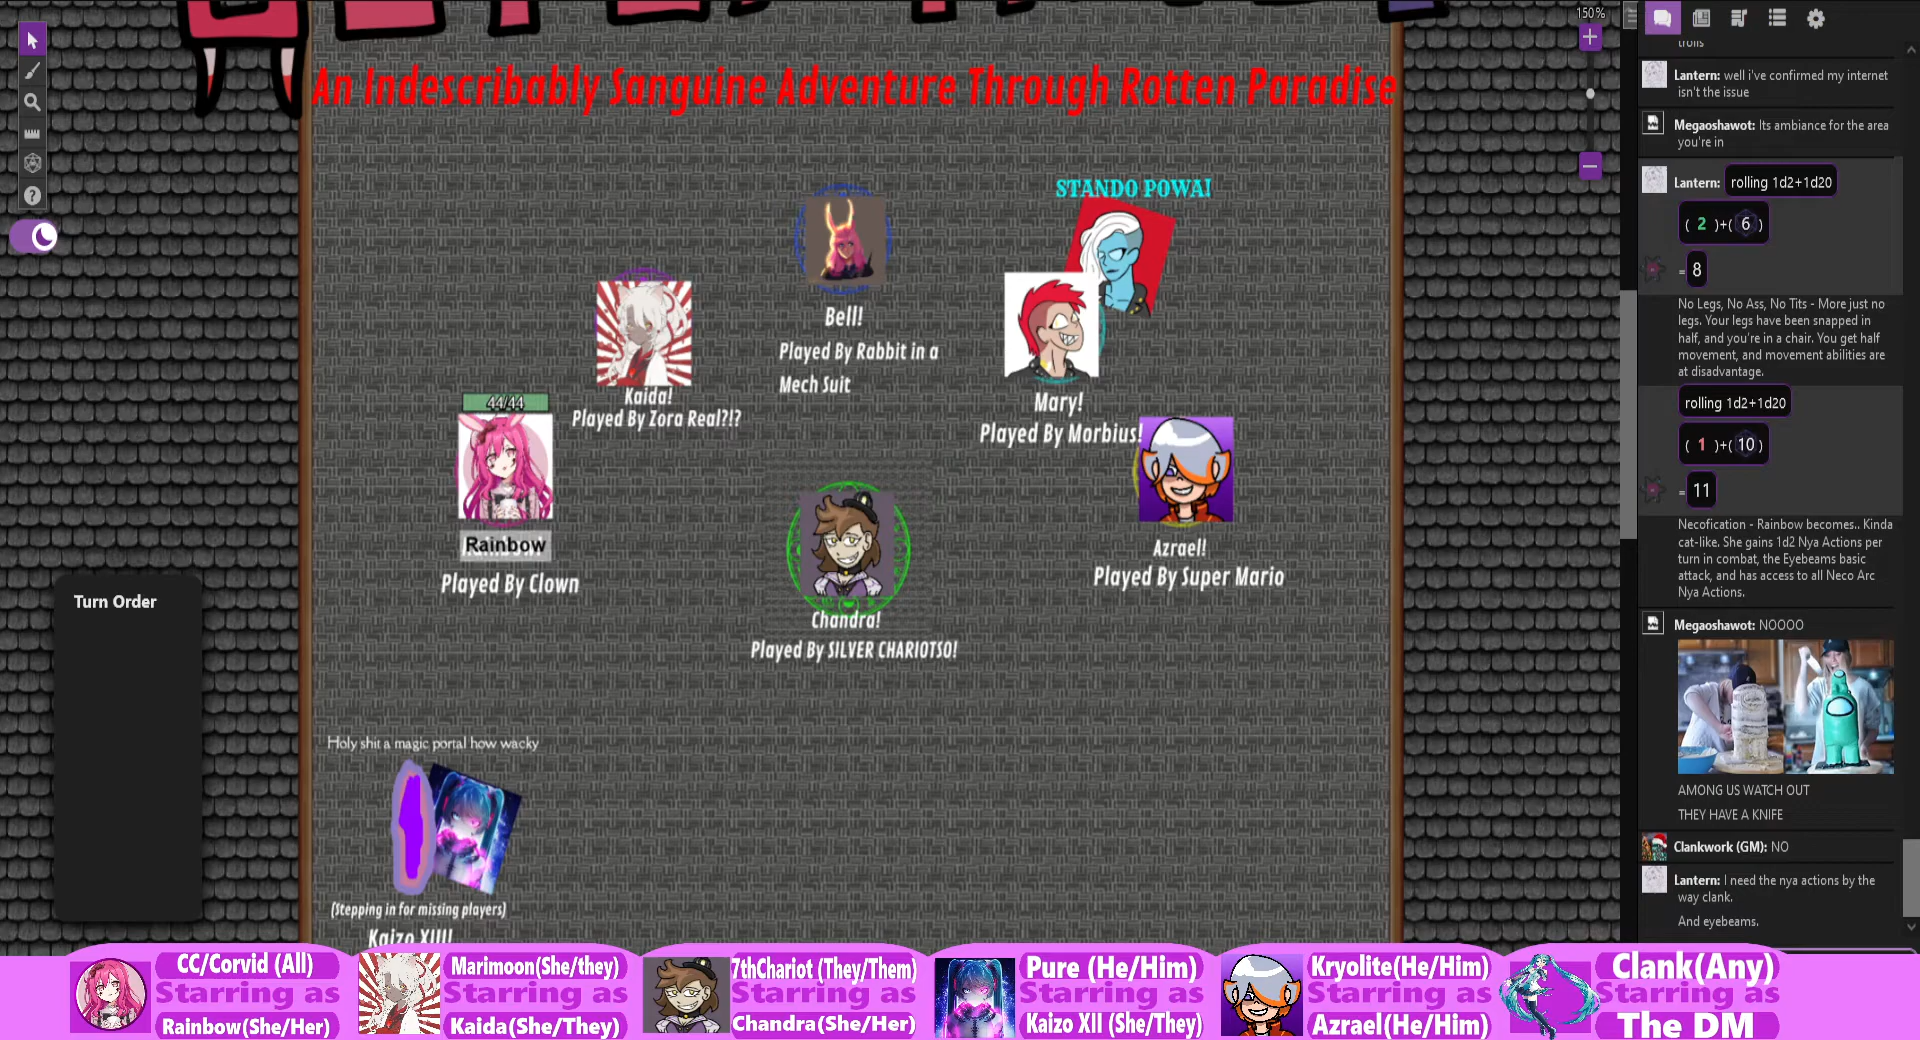 An Indescribably Sanguine Adventure Through Rotten Paradise
STANDO POWA!
Bell!
Played By Rabbit in a
Mech Suit
Kaida!
Played By Zora Real?!?
Mary!
Played By Morbius!
44/44
Rainbow
Played By Clown
Azrael!
Played By Super Mario
Chandra!
Played By SILVER CHARIOTSO!
Turn Order
Holy shit a magic portal how wacky
(Stepping in for missing players)
Kaizo XIII!
150%
trolls
Lantern: well i've confirmed my internet
isn't the issue
Megaoshawot: Its ambiance for the area
you're in
Lantern: rolling 1d2+1d20
( 2 )+( 6 )
= 8
No Legs, No Ass, No Tits - More just no
legs. Your legs have been snapped in
half, and you're in a chair. You get half
movement, and movement abilities are
at disadvantage.
rolling 1d2+1d20
( 1 )+( 10 )
= 11
Necofication - Rainbow becomes.. Kinda
cat-like. She gains 1d2 Nya Actions per
turn in combat, the Eyebeams basic
attack, and has access to all Neco Arc
Nya Actions.
Megaoshawot: NOOOO
AMONG US WATCH OUT
THEY HAVE A KNIFE
Clankwork (GM): NO
Lantern: I need the nya actions by the
way clank.
And eyebeams.
CC/Corvid (All)
Starring as
Rainbow(She/Her)
Marimoon(She/they)
Starring as
Kaida(She/They)
7thChariot (They/Them)
Starring as
Chandra(She/Her)
Pure (He/Him)
Starring as
Kaizo XII (She/They)
Kryolite(He/Him)
Starring as
Azrael(He/Him)
Clank(Any)
Starring as
The DM